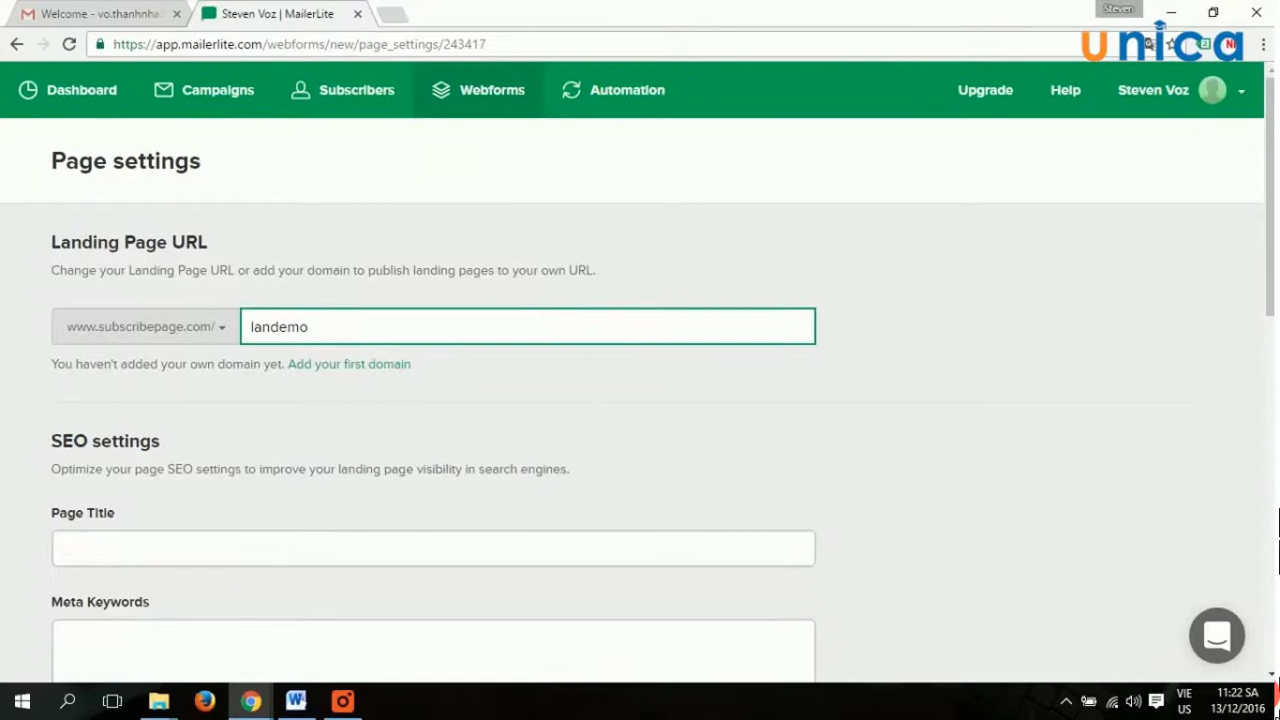 Welcome - vo.thanhnha
Steven Voz | MailerLite
Steven
https://app.mailerlite.com/webforms/new/page_settings/243417
unica
Dashboard
Campaigns
Subscribers
Webforms
Automation
Upgrade
Help
Steven Voz
Page settings
Landing Page URL
Change your Landing Page URL or add your domain to publish landing pages to your own URL.
www.subscribepage.com/
landemo
You haven't added your own domain yet. Add your first domain
SEO settings
Optimize your page SEO settings to improve your landing page visibility in search engines.
Page Title
Meta Keywords
VIE
US
11:22 SA
13/12/2016